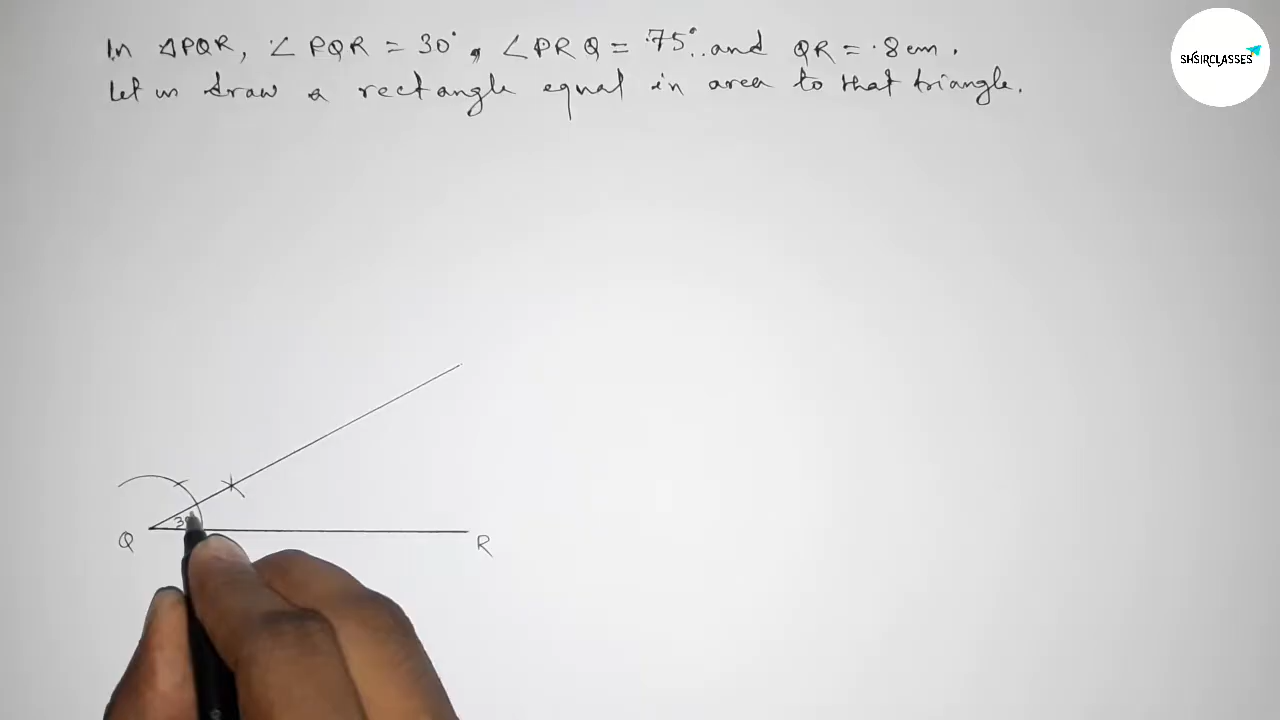 In △PQR, ∠PQR = 30°, ∠PRQ = 75°. and QR = 8 cm.
Let us draw a rectangle equal in area to that triangle.
SHSIRCLASSES
30
Q
R